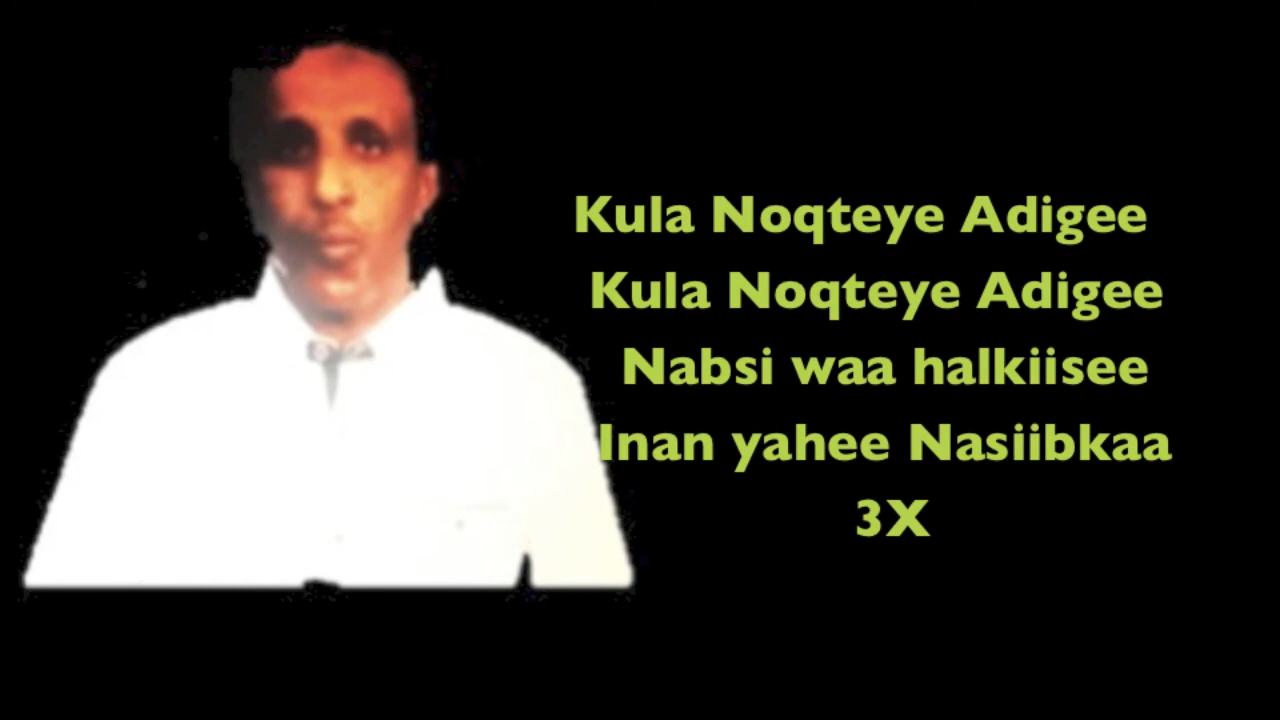 Kula Noqteye Adigee
Kula Noqteye Adigee
Nabsi waa halkiisee
Inan yahee Nasiibkaa
3X